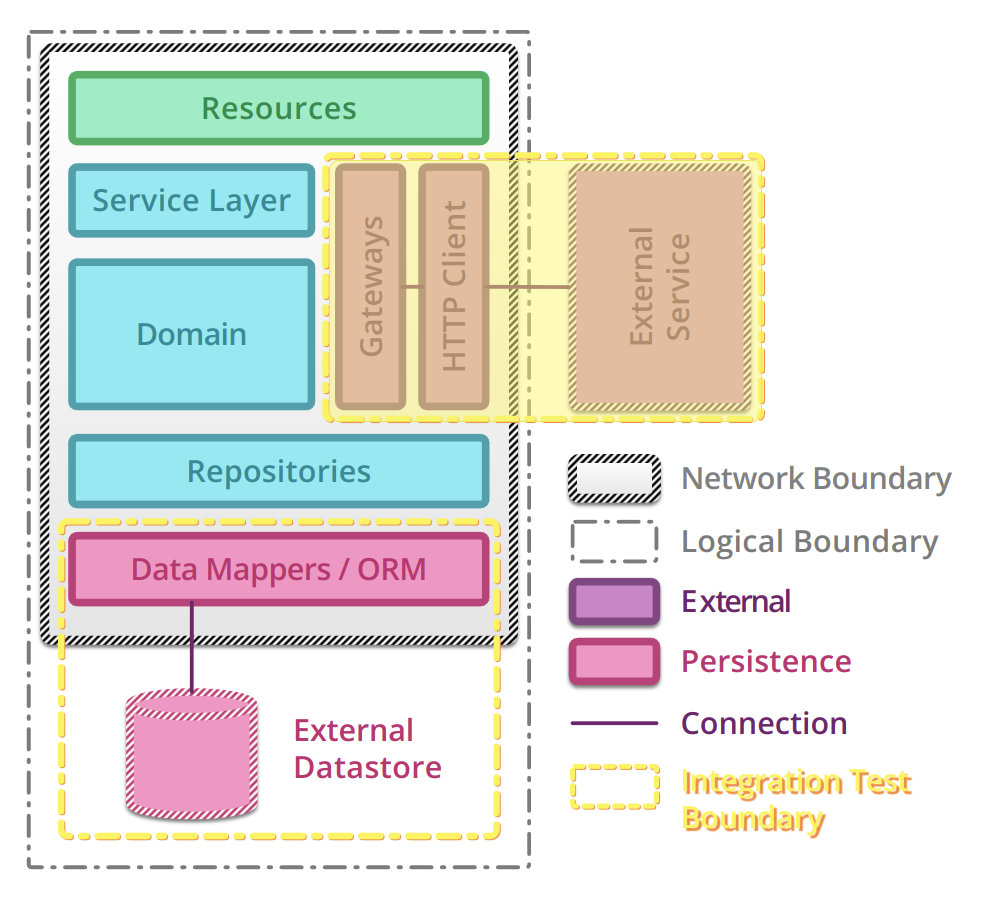 Resources
Service Layer
Gateways
HTTP Client
External
Service
Domain
Repositories
Data Mappers / ORM
External
Datastore
Network Boundary
Logical Boundary
External
Persistence
Connection
Integration Test
Boundary